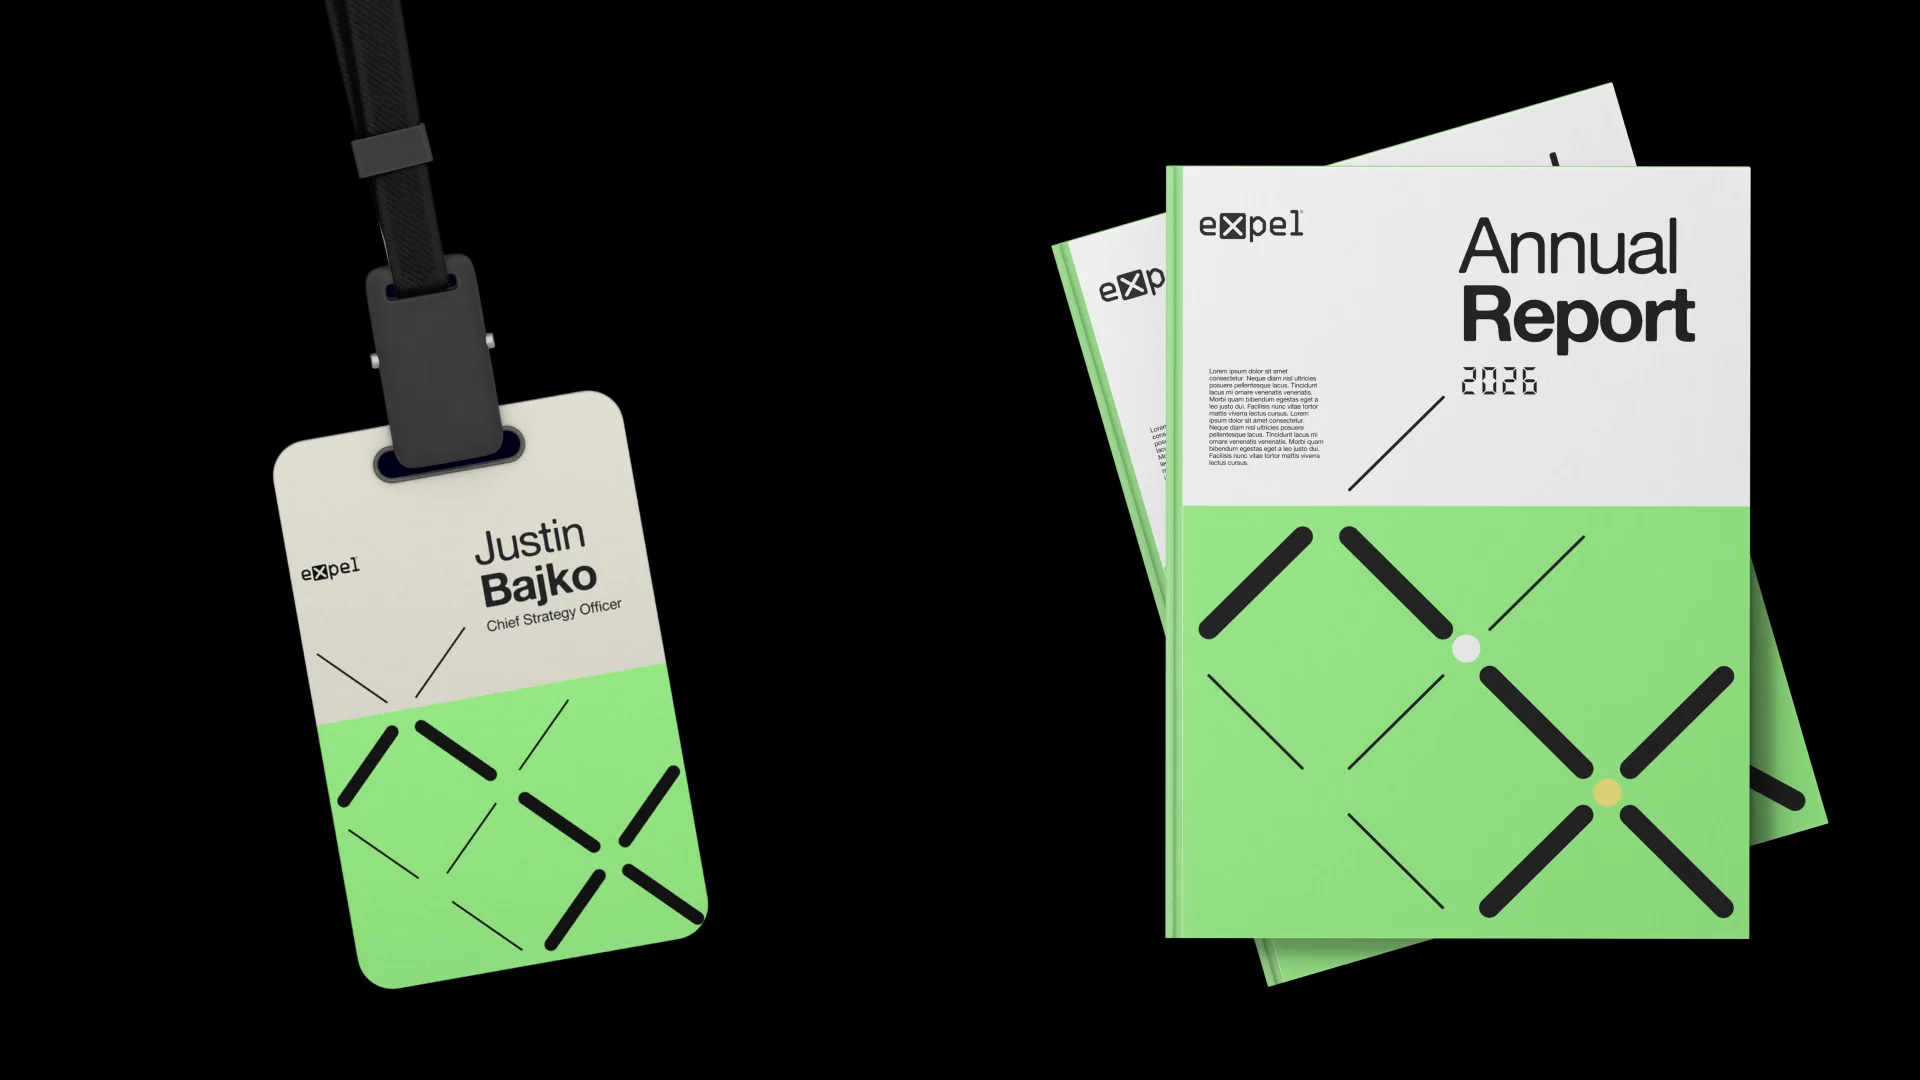 expel
Justin
Bajko
Chief Strategy Officer
expel
Annual
Report
2026
Lorem ipsum dolor sit amet
consectetur. Neque diam nisl ultricies
posuere pellentesque lacus. Tincidunt
lacus mi ornare venenatis venenatis.
Morbi quam bibendum egestas eget a
leo justo dui. Facilisis nunc vitae tortor
mattis viverra lectus cursus. Lorem
ipsum dolor sit amet consectetur.
Neque diam nisl ultricies posuere
pellentesque lacus. Tincidunt lacus mi
ornare venenatis venenatis. Morbi quam
bibendum egestas eget a leo justo dui.
Facilisis nunc vitae tortor mattis viverra
lectus cursus.
exp